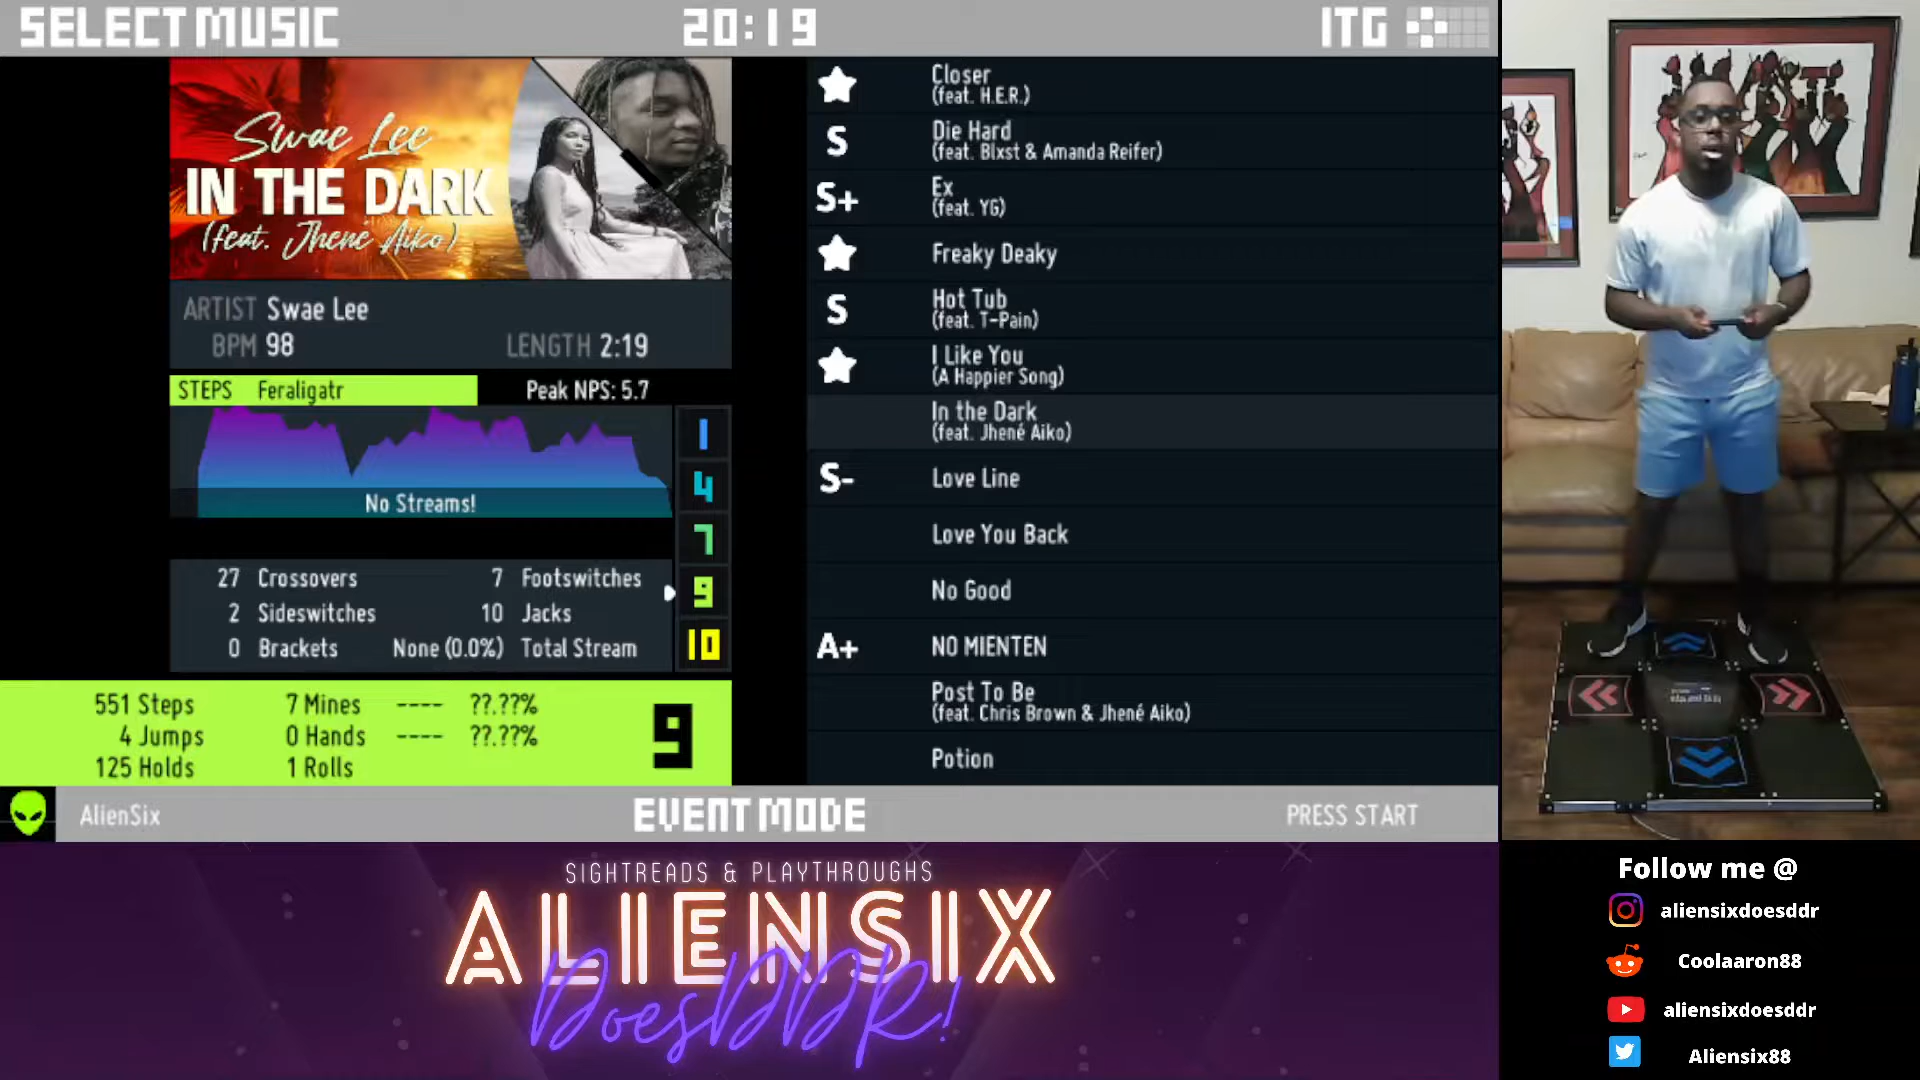 SELECT MUSIC
20:19
ITG
Swae Lee
IN THE DARK
(feat. Jhené Aiko)
ARTIST Swae Lee
BPM 98
LENGTH 2:19
STEPS Feraligatr
Peak NPS: 5.7
No Streams!
1
4
7
9
10
27 Crossovers
7 Footswitches
2 Sideswitches
10 Jacks
0 Brackets
None (0.0%) Total Stream
551 Steps
7 Mines
---- ??.??%
4 Jumps
0 Hands
---- ??.??%
125 Holds
1 Rolls
9
Closer
(feat. H.E.R.)
S
Die Hard
(feat. Blxst & Amanda Reifer)
S+
Ex
(feat. YG)
Freaky Deaky
S
Hot Tub
(feat. T-Pain)
I Like You
(A Happier Song)
In the Dark
(feat. Jhené Aiko)
S-
Love Line
Love You Back
No Good
A+
NO MIENTEN
Post To Be
(feat. Chris Brown & Jhené Aiko)
Potion
AlienSix
EVENT MODE
PRESS START
SIGHTREADS & PLAYTHROUGHS
ALIENSIX
DoesDDR!
Follow me @
aliensixdoesddr
Coolaaron88
aliensixdoesddr
Aliensix88